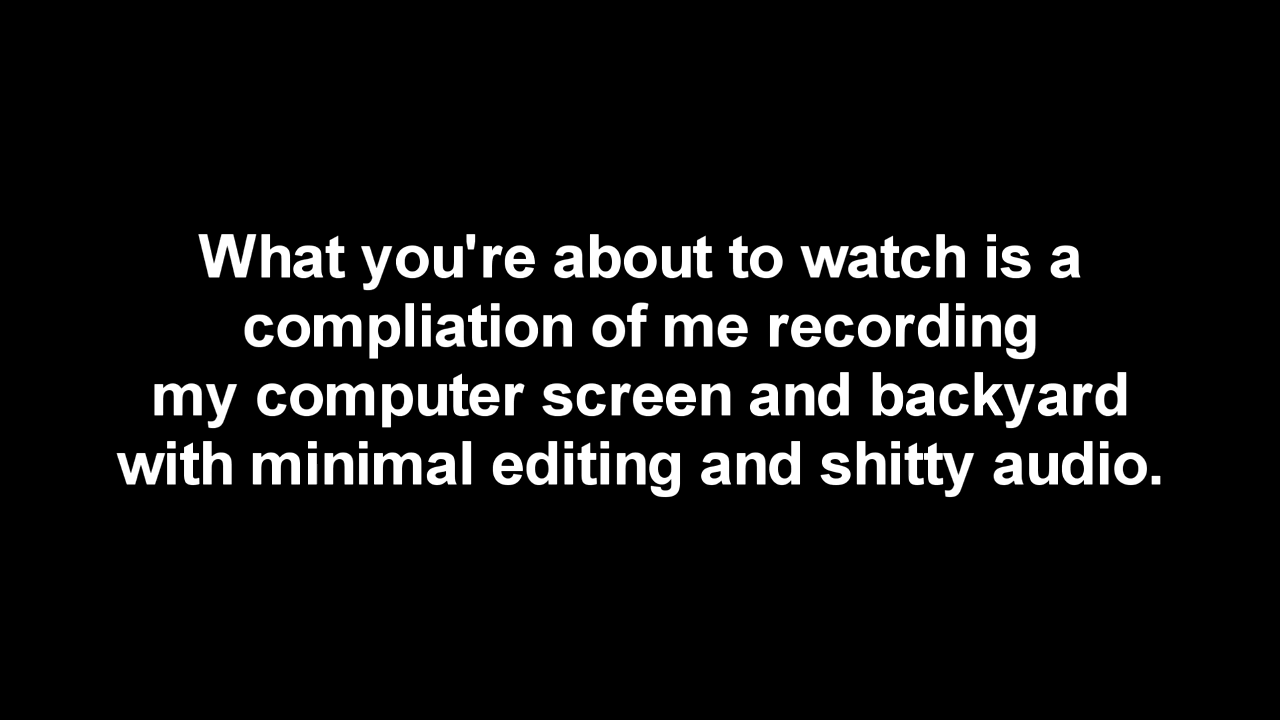 What you're about to watch is a
compliation of me recording
my computer screen and backyard
with minimal editing and shitty audio.